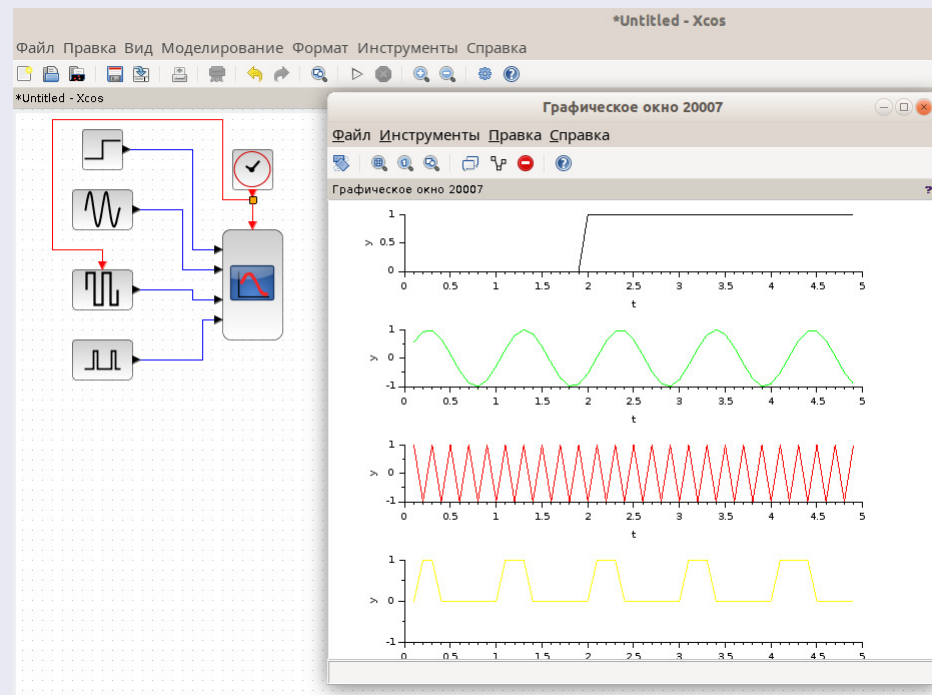 *Untitled - Xcos
Файл Правка Вид Моделирование Формат Инструменты Справка
*Untitled - Xcos
Графическое окно 20007
Файл Инструменты Правка Справка
Графическое окно 20007 ?
1
y 0.5
0
0 0.5 1 1.5 2 2.5 3 3.5 4 4.5 5
t
1
y 0
-1
0 0.5 1 1.5 2 2.5 3 3.5 4 4.5 5
t
1
y 0
-1
0 0.5 1 1.5 2 2.5 3 3.5 4 4.5 5
t
1
y 0
-1
0 0.5 1 1.5 2 2.5 3 3.5 4 4.5 5